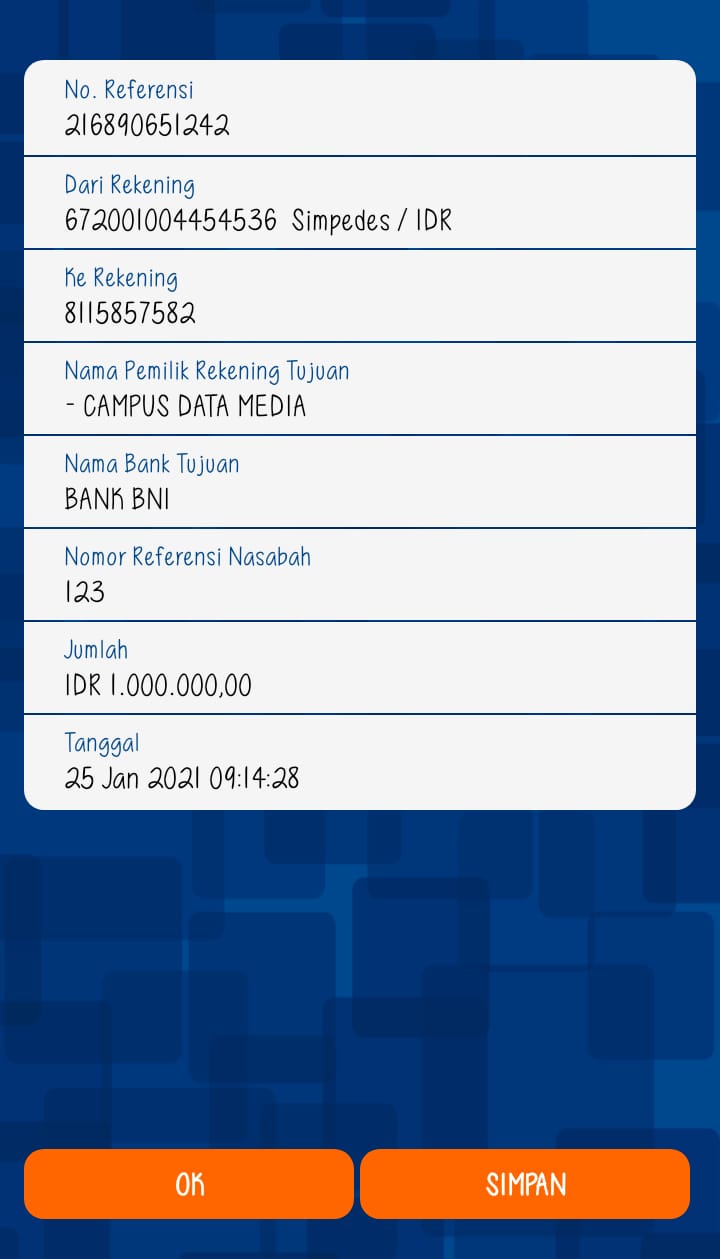 No. Referensi
216890651242
Dari Rekening
672001004454536 Simpedes / IDR
Ke Rekening
8115857582
Nama Pemilik Rekening Tujuan
- CAMPUS DATA MEDIA
Nama Bank Tujuan
BANK BNI
Nomor Referensi Nasabah
123
Jumlah
IDR 1.000.000,00
Tanggal
25 Jan 2021 09:14:28
OK
SIMPAN